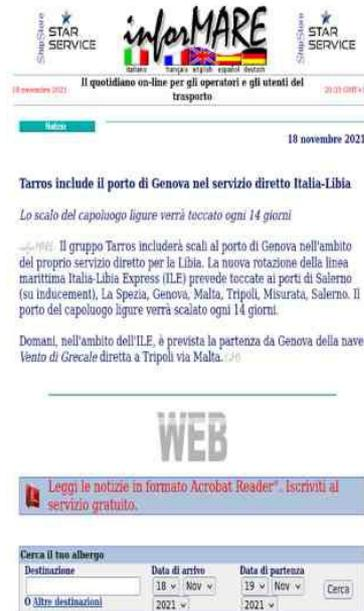 ShipStore
STAR
SERVICE
inforMARE
ShipStore
STAR
SERVICE
italiano français english español deutsch
18 novembre 2021
Il quotidiano on-line per gli operatori e gli utenti del
trasporto
Notizie
18 novembre 2021
Tarros include il porto di Genova nel servizio diretto Italia-Libia
Lo scalo del capoluogo ligure verrà toccato ogni 14 giorni
Il gruppo Tarros includerà scali al porto di Genova nell'ambito
del proprio servizio diretto per la Libia. La nuova rotazione della linea
marittima Italia-Libia Express (ILE) prevede toccate ai porti di Salerno
(su inducement), La Spezia, Genova, Malta, Tripoli, Misurata, Salerno. Il
porto del capoluogo ligure verrà scalato ogni 14 giorni.
Domani, nell'ambito dell'ILE, è prevista la partenza da Genova della nave
Vento di Grecale diretta a Tripoli via Malta.
WEB
Leggi le notizie in formato Acrobat Reader®. Iscriviti al
servizio gratuito.
Cerca il tuo albergo
Destinazione Data di arrivo Data di partenza
18 Nov 19 Nov Cerca
Altre destinazioni 2021 2021